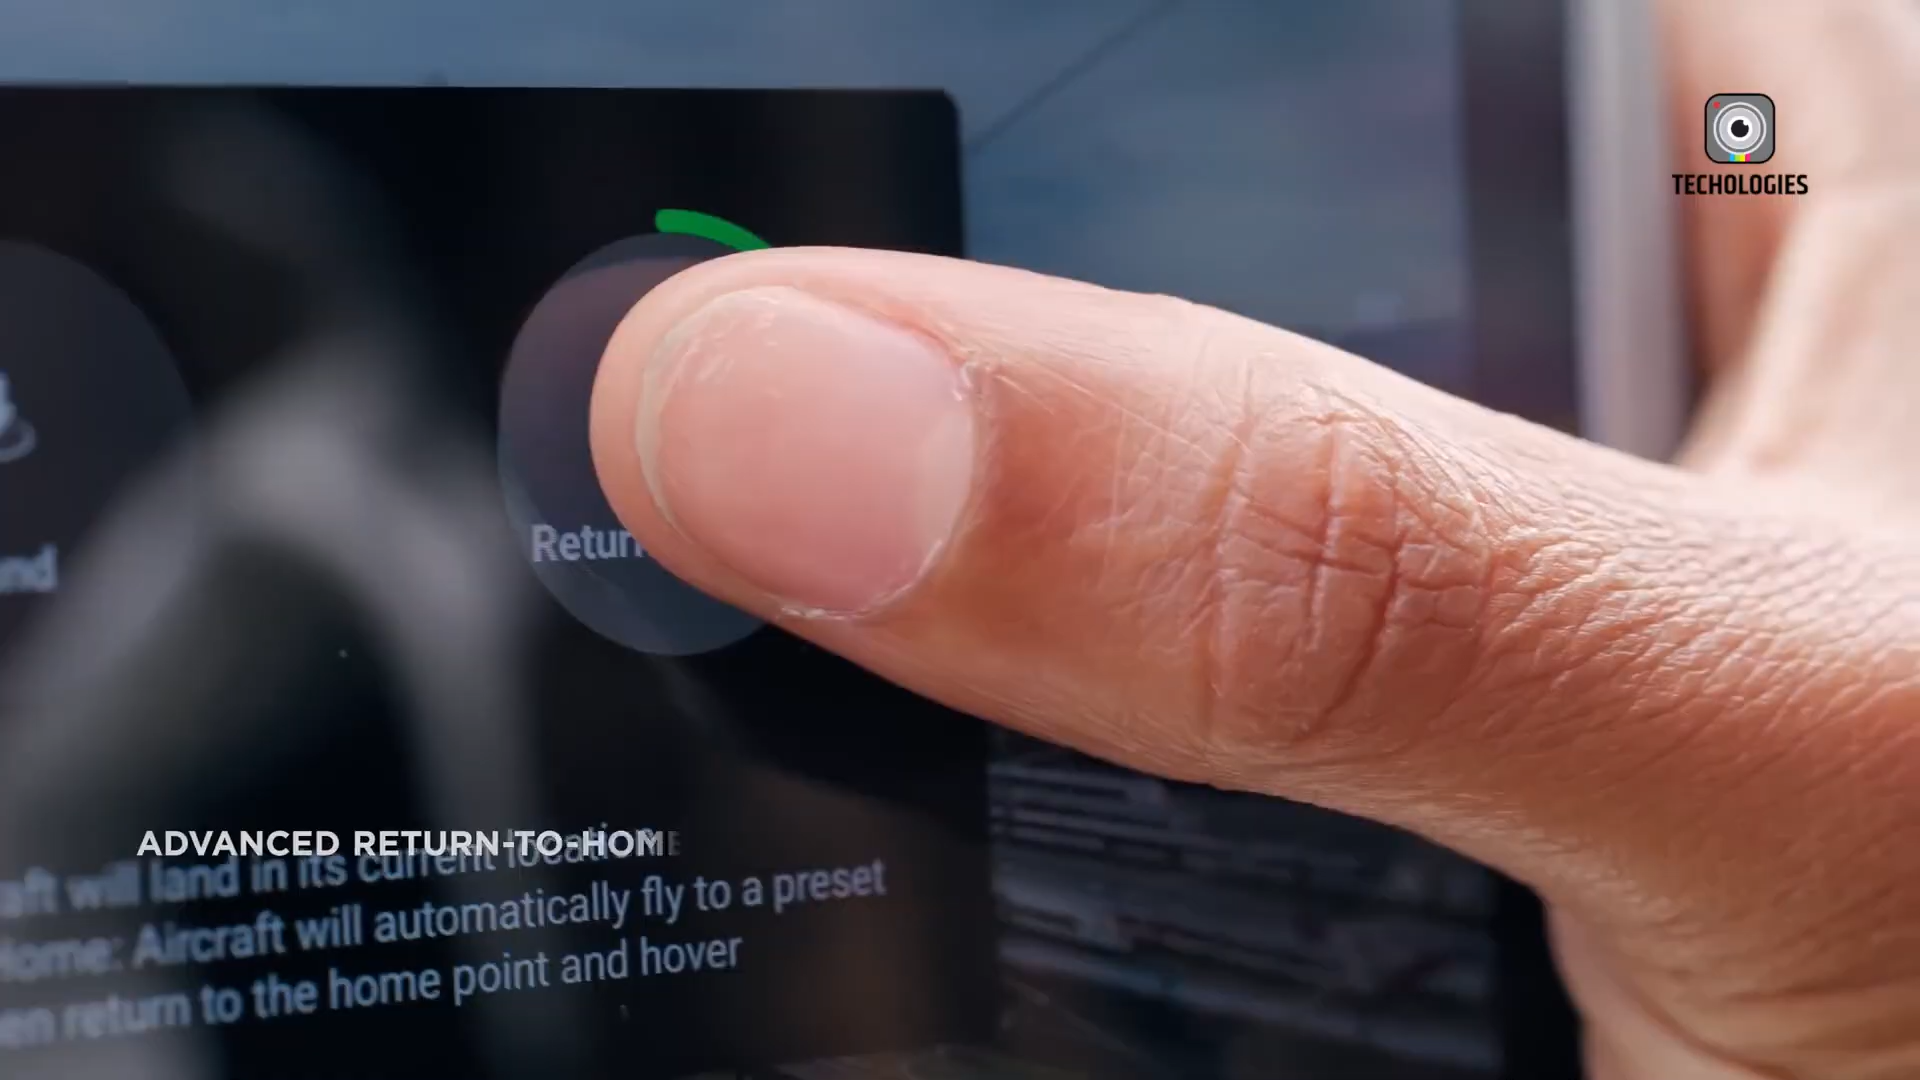 TECHOLOGIES
nd
Retur
ADVANCED RETURN-TO-HOME
aft will land in its current location
Home: Aircraft will automatically fly to a preset
en return to the home point and hover